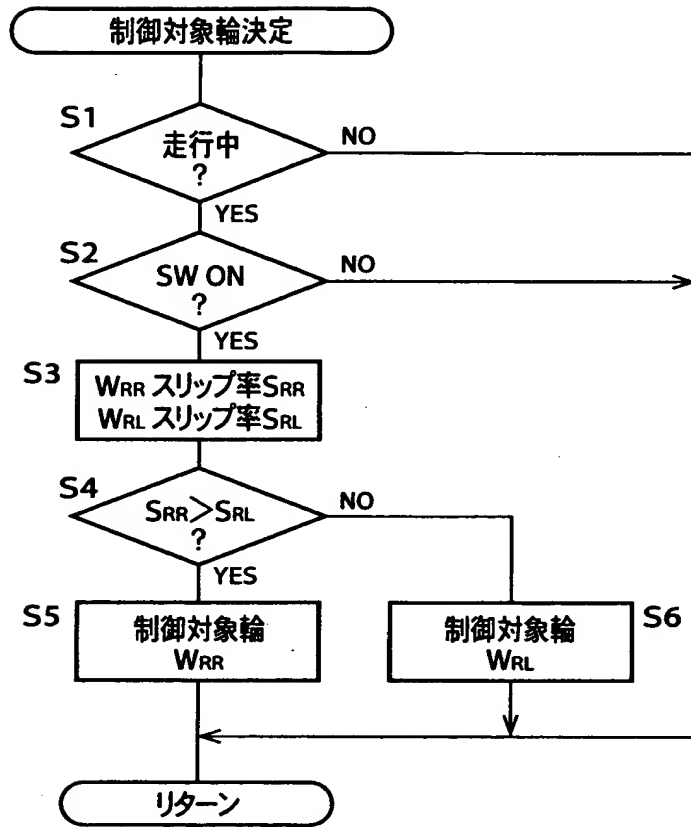 制御対象輪決定
S1
走行中
?
NO
YES
S2
SW ON
?
NO
YES
S3
WRR スリップ率SRR
WRL スリップ率SRL
S4
SRR>SRL
?
NO
YES
S5
制御対象輪
WRR
制御対象輪
WRL
S6
リターン